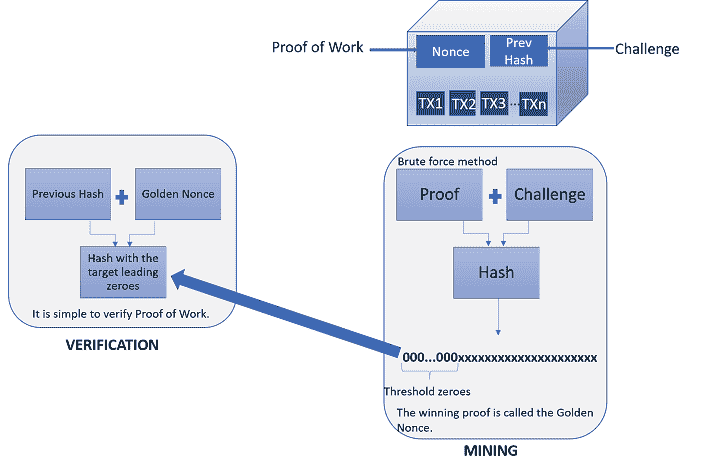 Proof of Work
Nonce
Prev
Hash
Challenge
TX1 TX2 TX3 ... TXn
Previous Hash + Golden Nonce
Hash with the
target leading
zeroes
It is simple to verify Proof of Work.
VERIFICATION
Brute force method
Proof + Challenge
Hash
000...000xxxxxxxxxxxxxxxxxxxxx
Threshold zeroes
The winning proof is called the Golden
Nonce.
MINING